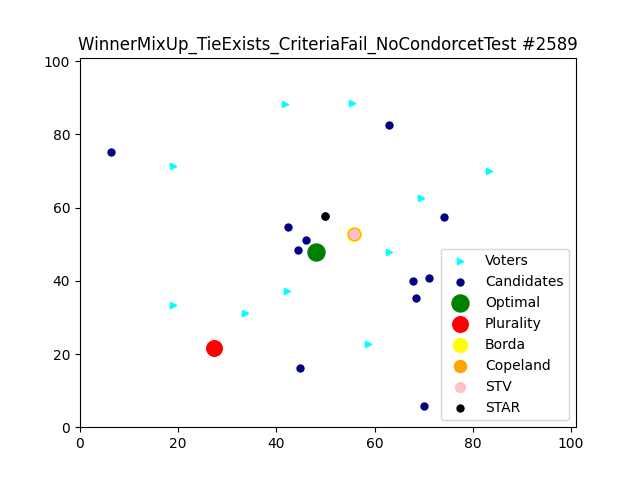 WinnerMixUp_TieExists_CriteriaFail_NoCondorcetTest #2589
100
80
60
40
20
0
0 20 40 60 80 100
Voters
Candidates
Optimal
Plurality
Borda
Copeland
STV
STAR